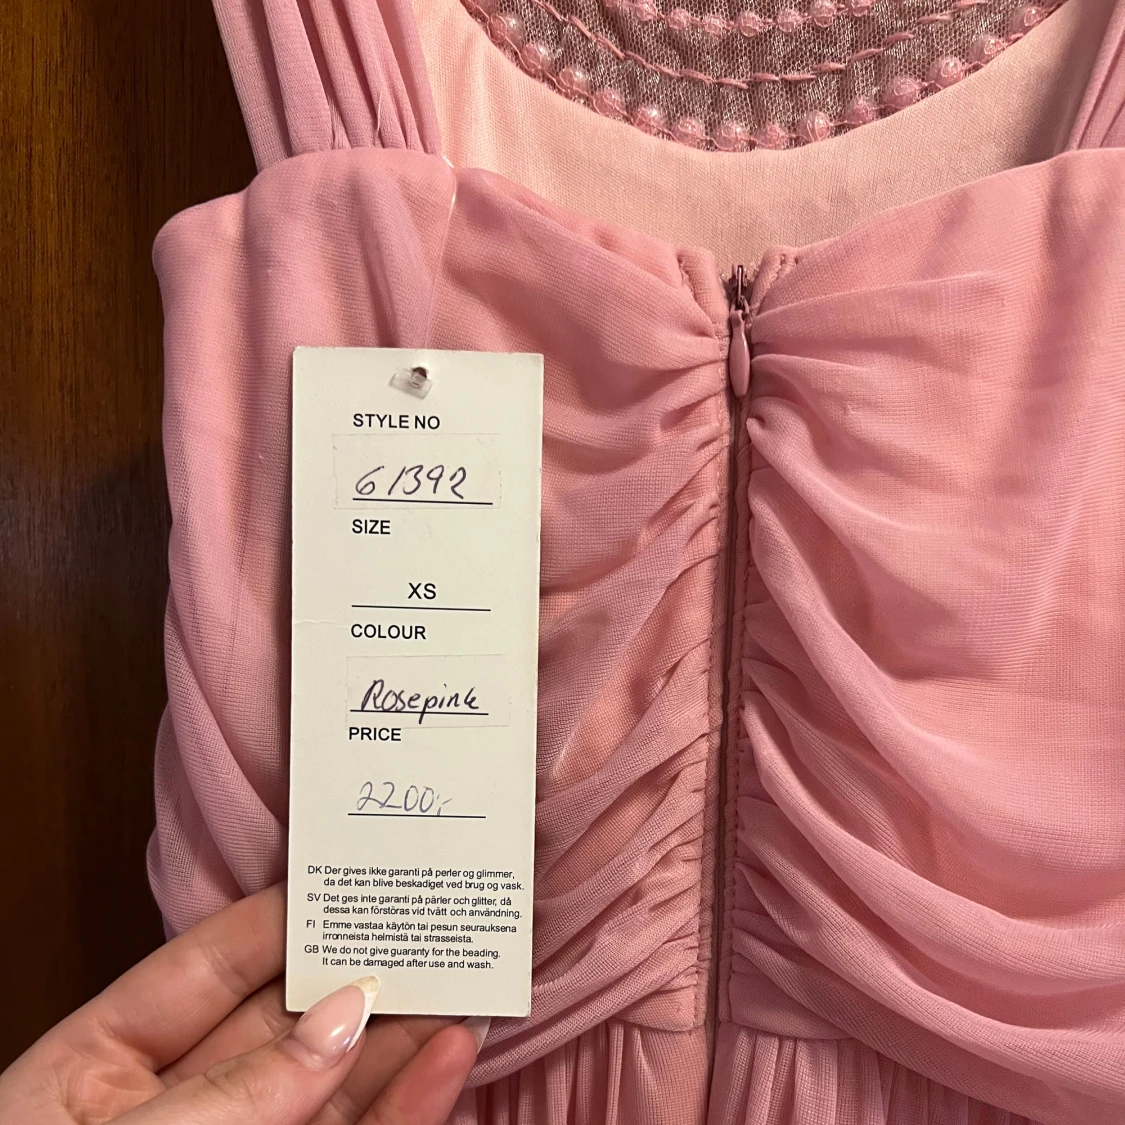 STYLE NO
61392
SIZE
XS
COLOUR
Rosepink
PRICE
2200:-
DK Der gives ikke garanti på perler og glimmer,
da det kan blive beskadiget ved brug og vask.
SV Det ges inte garanti på pärler och glitter, då
dessa kan förstöras vid tvätt och användning.
FI Emme vastaa käytön tai pesun seurauksena
irronneista helmistä tai strasseista.
GB We do not give guaranty for the beading.
It can be damaged after use and wash.